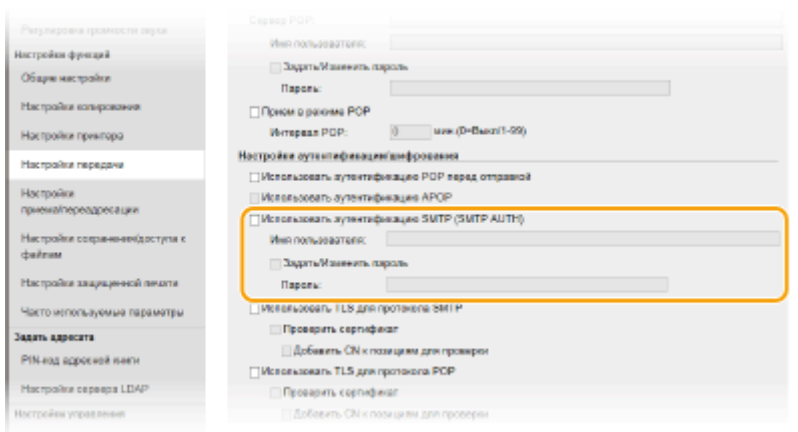 Регулировка громкости звука
Настройки функций
Общие настройки
Настройки копирования
Настройки принтера
Настройки передачи
Настройки
приема/переадресации
Настройки сохранения/доступа к
файлам
Настройки защищенной печати
Часто используемые параметры
Задать адресата
PIN-код адресной книги
Настройки сервера LDAP
Настройки управления
Сервер POP:
Имя пользователя:
Задать/Изменить пароль
Пароль:
Прием в режиме POP
Интервал POP: 0 мин.(0=Выкл/1-99)
Настройки аутентификации/шифрования
Использовать аутентификацию POP перед отправкой
Использовать аутентификацию APOP
Использовать аутентификацию SMTP (SMTP AUTH)
Имя пользователя:
Задать/Изменить пароль
Пароль:
Использовать TLS для протокола SMTP
Проверить сертификат
Добавить CN к позициям для проверки
Использовать TLS для протокола POP
Проверить сертификат
Добавить CN к позициям для проверки